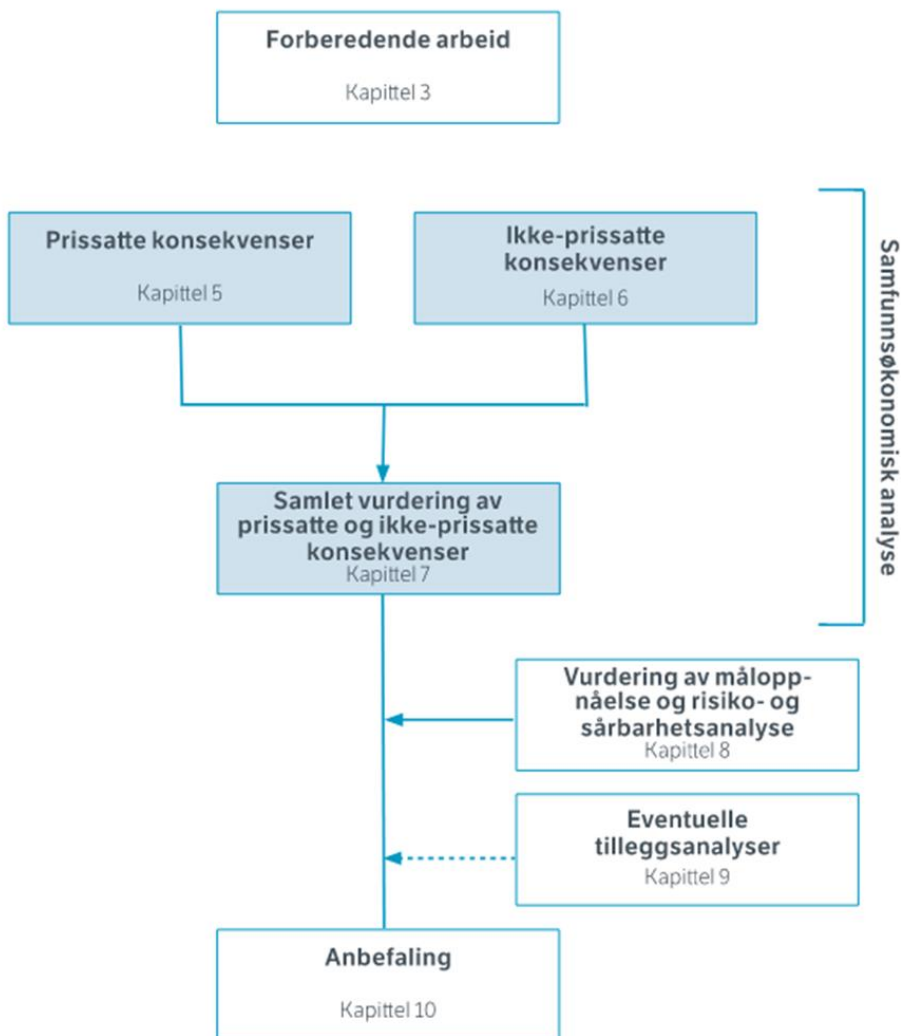 Forberedende arbeid
Kapittel 3
Prissatte konsekvenser
Kapittel 5
Ikke-prissatte
konsekvenser
Kapittel 6
Samfunnsøkonomisk analyse
Samlet vurdering av
prissatte og ikke-prissatte
konsekvenser
Kapittel 7
Vurdering av målopp-
nåelse og risiko- og
sårbarhetsanalyse
Kapittel 8
Eventuelle
tilleggsanalyser
Kapittel 9
Anbefaling
Kapittel 10